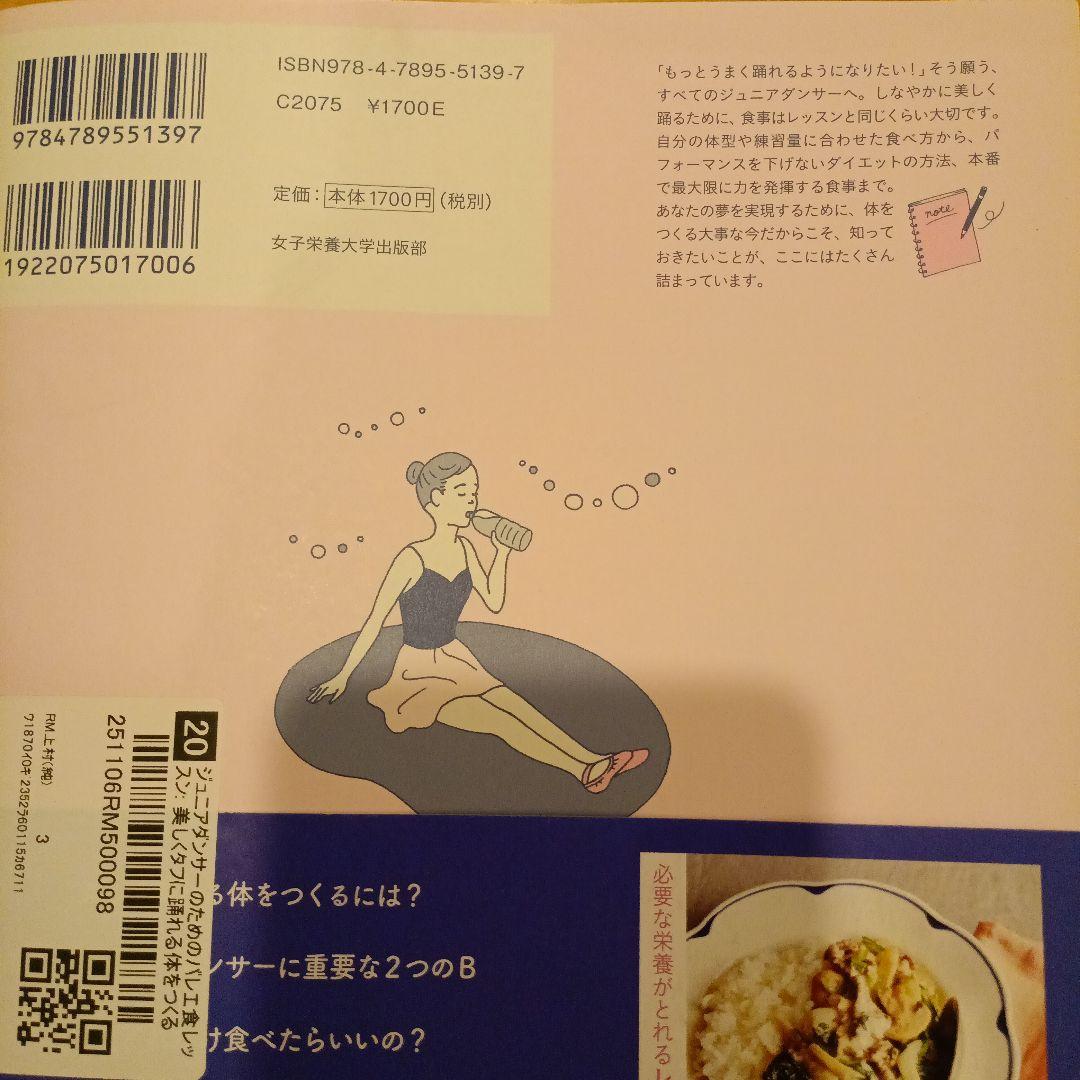 9784789551397
1922075017006
ISBN978-4-7895-5139-7
C2075 ¥1700E
定価：本体1700円（税別）
女子栄養大学出版部
「もっとうまく踊れるようになりたい！」そう願う、
すべてのジュニアダンサーへ。しなやかに美しく
踊るために、食事はレッスンと同じくらい大切です。
自分の体型や練習量に合わせた食べ方から、パ
フォーマンスを下げないダイエットの方法、本番
で最大限に力を発揮する食事まで。
あなたの夢を実現するために、体を
つくる大事な今だからこそ、知って
おきたいことが、ここにはたくさん
詰まっています。
note
20
ジュニアダンサーのためのバレエ食レッ
スン: 美しくタフに踊れる体をつくる
251106RM500098
RM上村(純)
3
る体をつくるには？
ンサーに重要な2つのB
け食べたらいいの？
必要な栄養がとれるレ